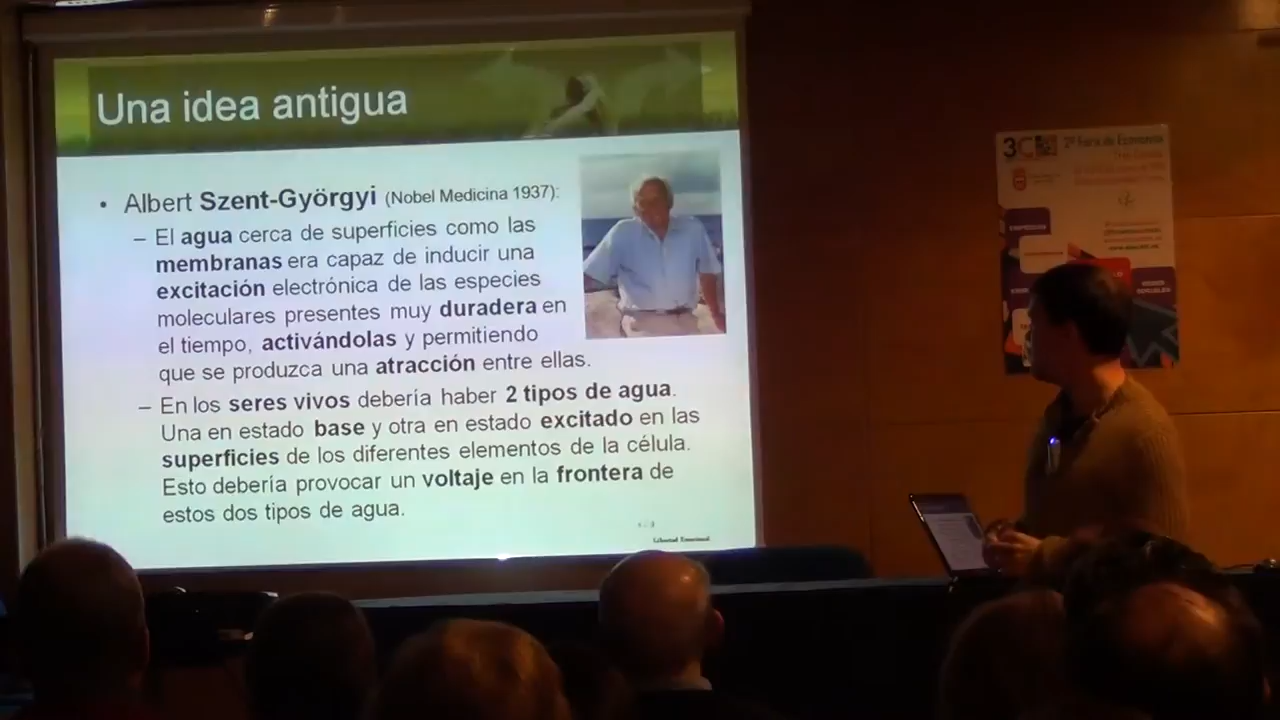 Una idea antigua
• Albert Szent-Györgyi (Nobel Medicina 1937):
– El agua cerca de superficies como las
membranas era capaz de inducir una
excitación electrónica de las especies
moleculares presentes muy duradera en
el tiempo, activándolas y permitiendo
que se produzca una atracción entre ellas.
– En los seres vivos debería haber 2 tipos de agua.
Una en estado base y otra en estado excitado en las
superficies de los diferentes elementos de la célula.
Esto debería provocar un voltaje en la frontera de
estos dos tipos de agua.
Libertad Emocional
3C